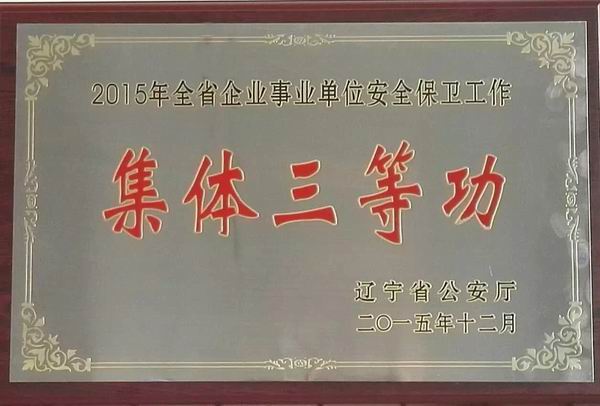 2015年全省企业事业单位安全保卫工作
集体三等功
辽宁省公安厅
二〇一五年十二月